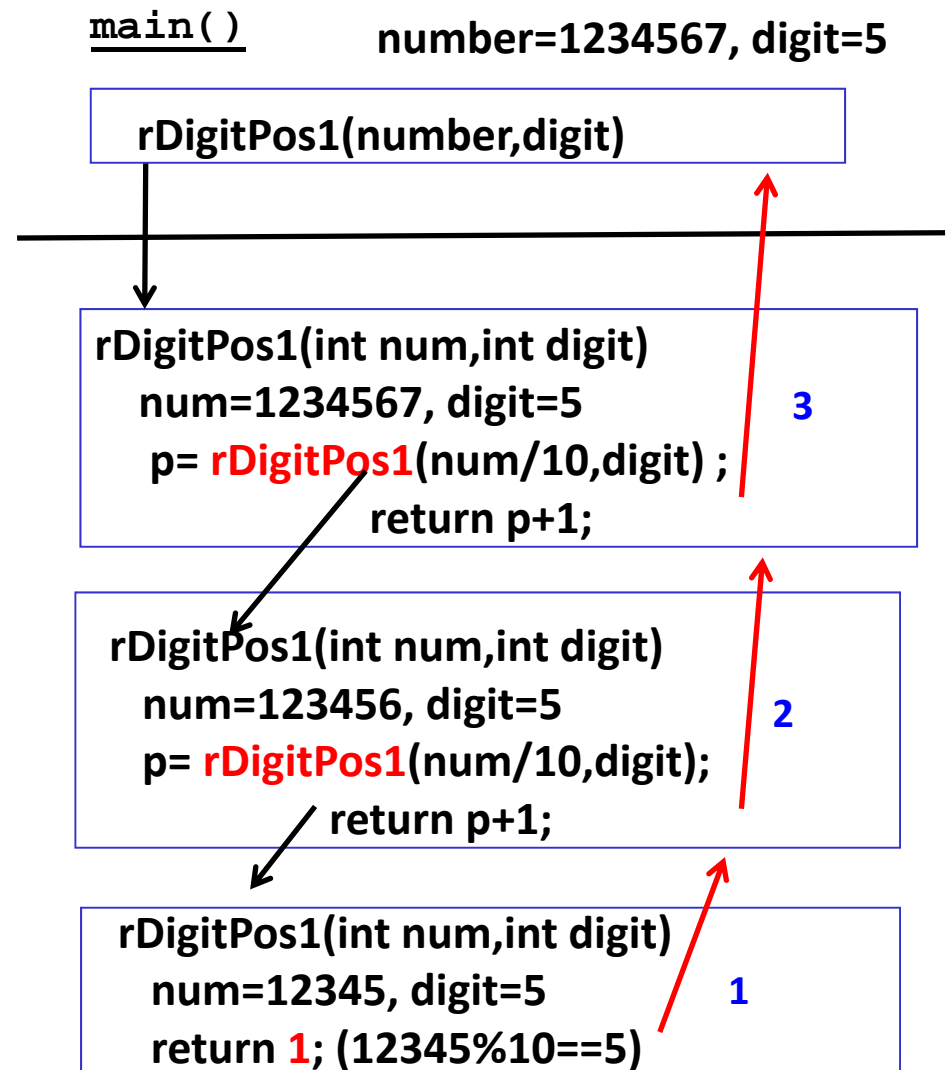 main()
number=1234567, digit=5
rDigitPos1(number,digit)
rDigitPos1(int num,int digit)
num=1234567, digit=5
3
p= rDigitPos1(num/10,digit) ;
return p+1;
rDigitPos1(int num,int digit)
num=123456, digit=5
2
p= rDigitPos1(num/10,digit);
return p+1;
rDigitPos1(int num,int digit)
num=12345, digit=5
1
return 1; (12345%10==5)